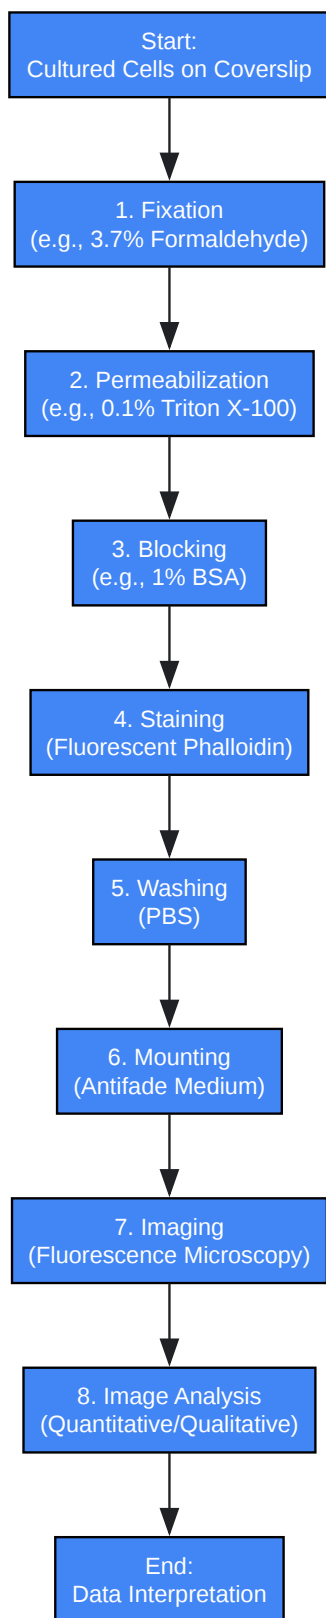 Start:
Cultured Cells on Coverslip
1. Fixation
(e.g., 3.7% Formaldehyde)
2. Permeabilization
(e.g., 0.1% Triton X-100)
3. Blocking
(e.g., 1% BSA)
4. Staining
(Fluorescent Phalloidin)
5. Washing
(PBS)
6. Mounting
(Antifade Medium)
7. Imaging
(Fluorescence Microscopy)
8. Image Analysis
(Quantitative/Qualitative)
End:
Data Interpretation